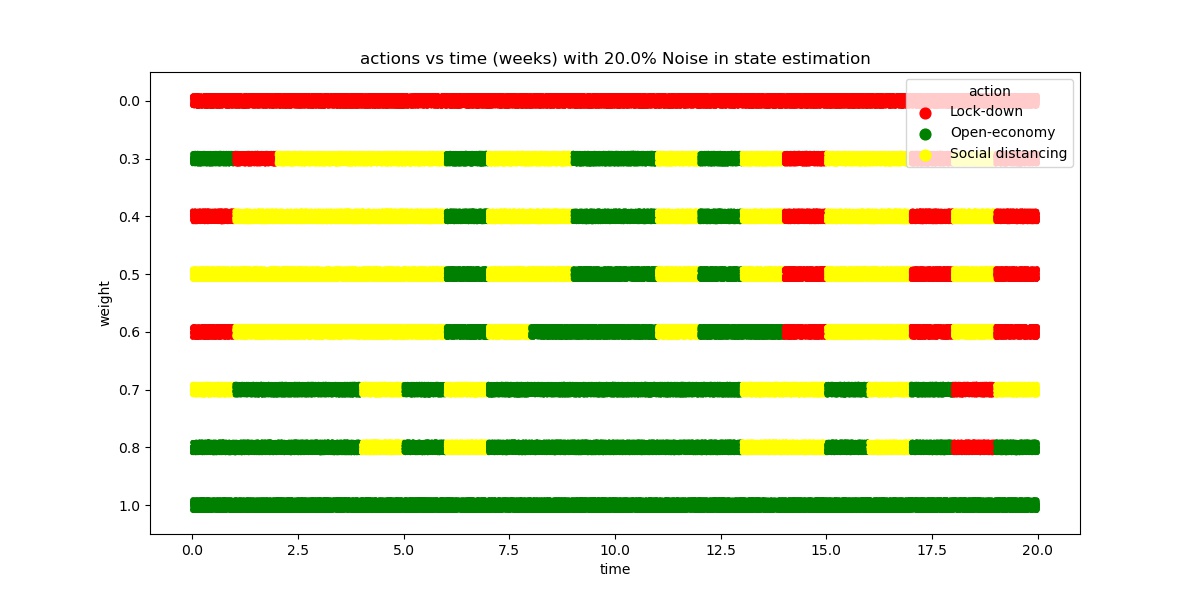 actions vs time (weeks) with 20.0% Noise in state estimation
action
Lock-down
Open-economy
Social distancing
weight
0.0
0.3
0.4
0.5
0.6
0.7
0.8
1.0
0.0 2.5 5.0 7.5 10.0 12.5 15.0 17.5 20.0
time